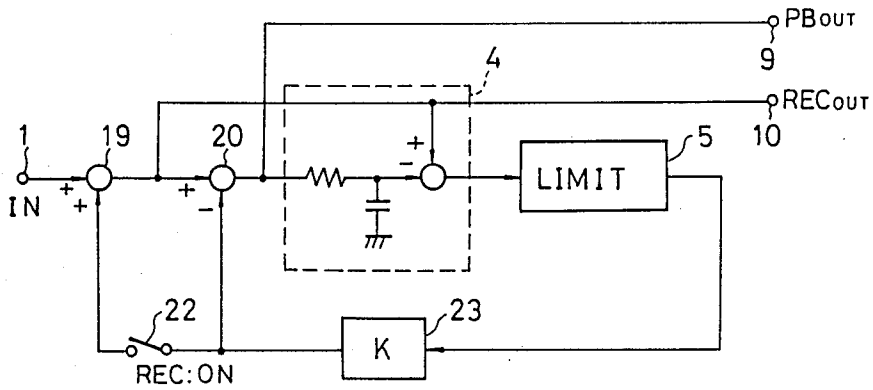 PBOUT
9
4
RECOUT
10
1
19
20
5
+
-
IN
+
+
+
-
LIMIT
22
23
K
REC:ON